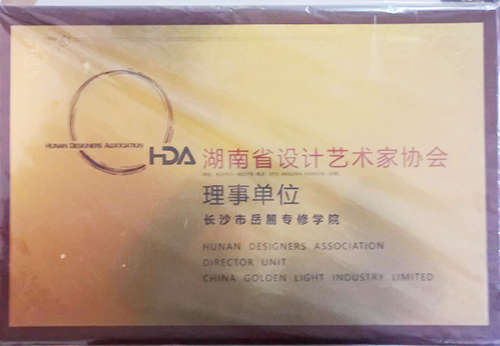 HUNAN DESIGNERS ASSOCIATION
HDA 湖南省设计艺术家协会
理事单位
长沙市岳麓专修学院
HUNAN DESIGNERS ASSOCIATION
DIRECTOR UNIT
CHINA GOLDEN LIGHT INDUSTRY LIMITED